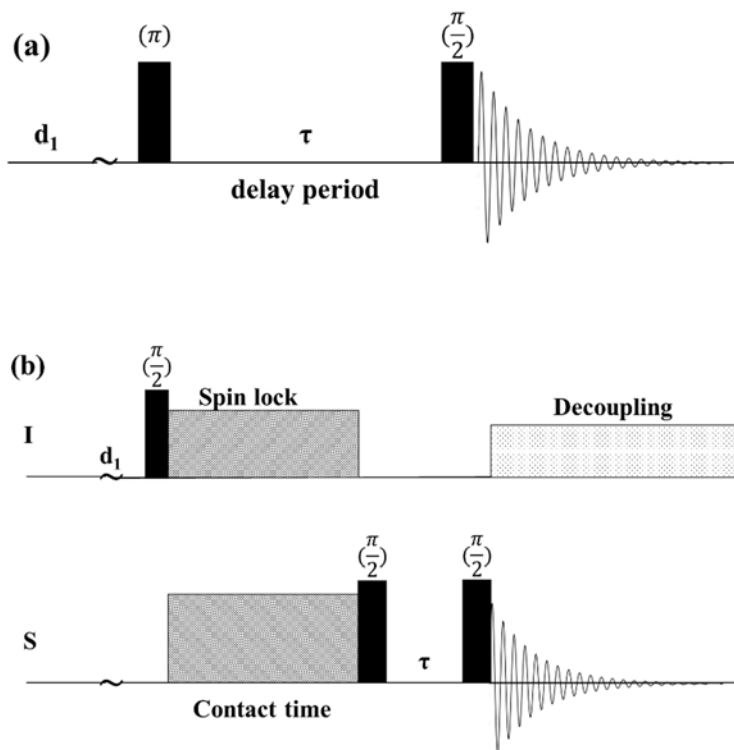 (a)
(π) (π/2)
d₁ ~ τ
delay period
(b)
(π/2)
Spin lock
Decoupling
I
d₁ ~
(π/2) (π/2)
S
~ τ
Contact time